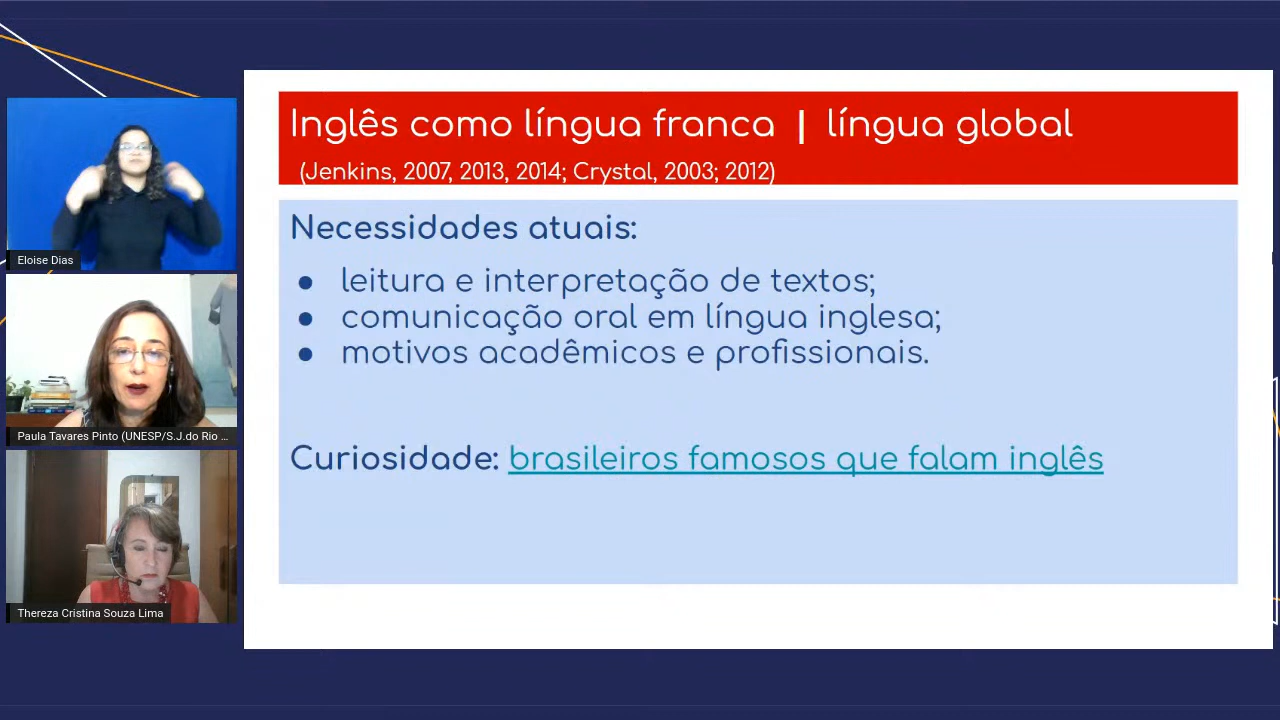 Inglês como língua franca | língua global
(Jenkins, 2007, 2013, 2014; Crystal, 2003; 2012)
Necessidades atuais:
● leitura e interpretação de textos;
● comunicação oral em língua inglesa;
● motivos acadêmicos e profissionais.
Curiosidade: brasileiros famosos que falam inglês
Eloise Dias
Paula Tavares Pinto (UNESP/S.J.do Rio ...
Thereza Cristina Souza Lima